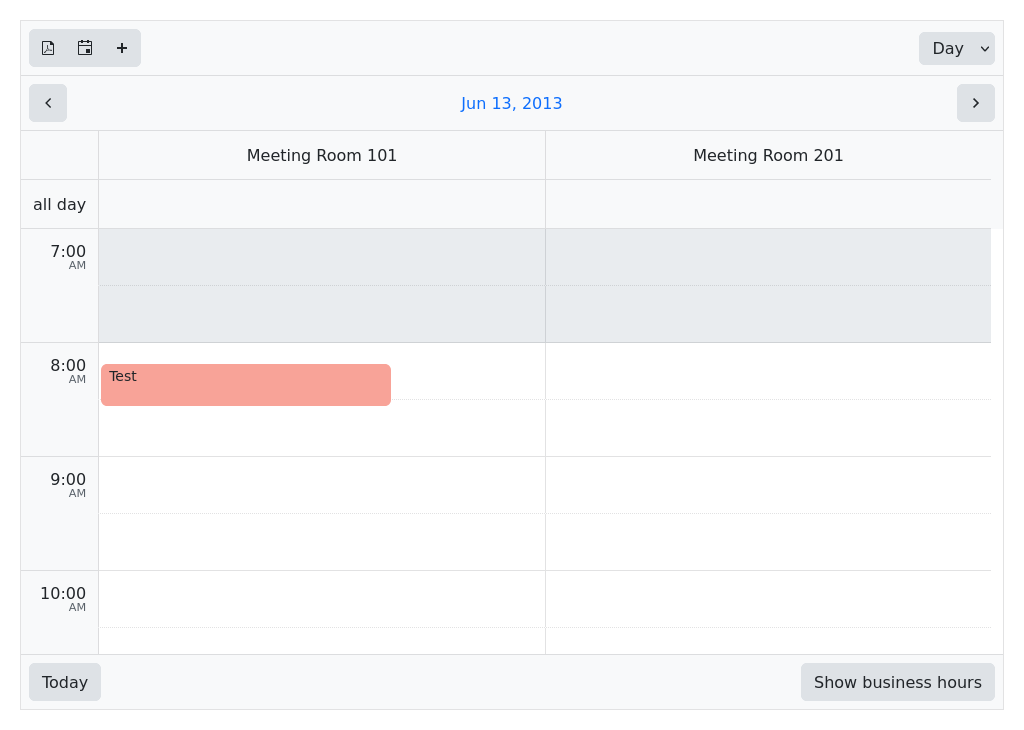 Day
Jun 13, 2013
Meeting Room 101 Meeting Room 201
all day
7:00
AM
8:00
AM
Test
9:00
AM
10:00
AM
Today Show business hours